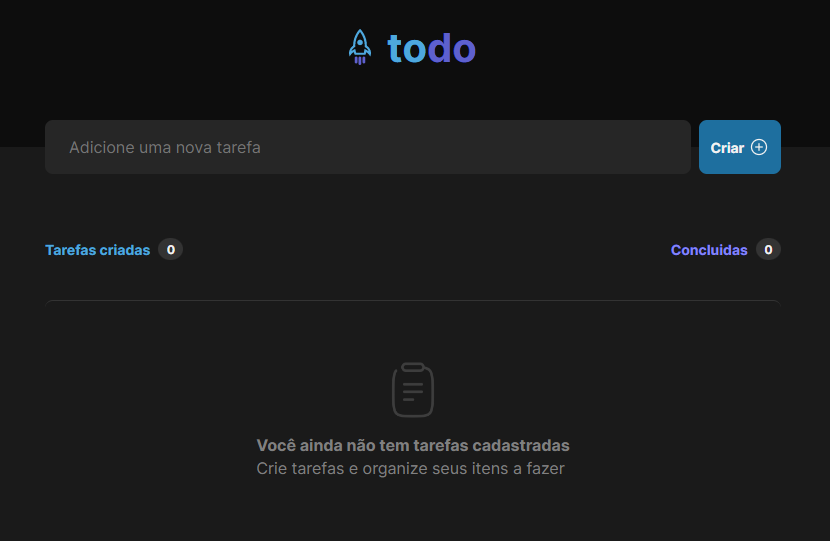 todo
Adicione uma nova tarefa
Criar
Tarefas criadas 0
Concluidas 0
Você ainda não tem tarefas cadastradas
Crie tarefas e organize seus itens a fazer